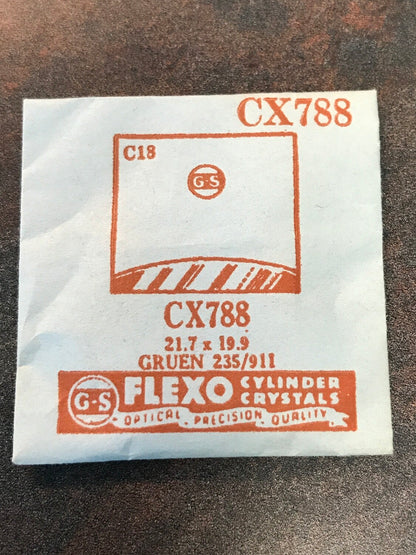 CX788
C18
G-S
CX788
21.7 x 19.9
GRUEN 235/911
G-S FLEXO CYLINDER CRYSTALS
OPTICAL PRECISION QUALITY